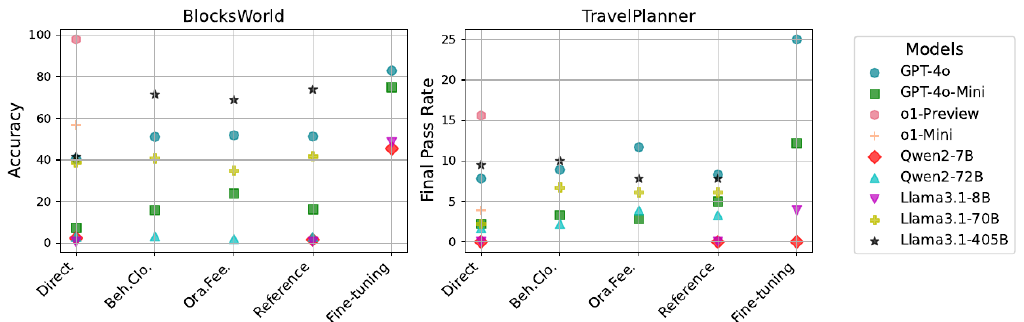 BlocksWorld
Accuracy
100
80
60
40
20
0
Direct
Beh.Clo.
Ora.Fee.
Reference
Fine-tuning
TravelPlanner
Final Pass Rate
25
20
15
10
5
0
Direct
Beh.Clo.
Ora.Fee.
Reference
Fine-tuning
Models
GPT-4o
GPT-4o-Mini
o1-Preview
o1-Mini
Qwen2-7B
Qwen2-72B
Llama3.1-8B
Llama3.1-70B
Llama3.1-405B